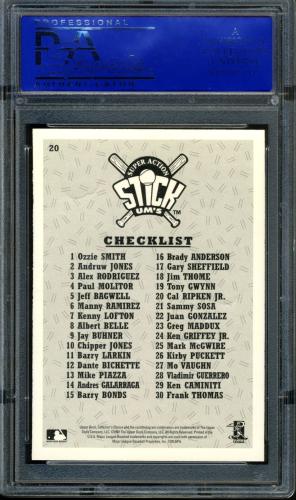 PROFESSIONAL
PSA
20
SUPER ACTION
STICK
UM'S™
CHECKLIST
1 Ozzie SMITH
2 Andruw JONES
3 Alex RODRIGUEZ
4 Paul MOLITOR
5 Jeff BAGWELL
6 Manny RAMIREZ
7 Kenny LOFTON
8 Albert BELLE
9 Jay BUHNER
10 Chipper JONES
11 Barry LARKIN
12 Dante BICHETTE
13 Mike PIAZZA
14 Andres GALARRAGA
15 Barry BONDS
16 Brady ANDERSON
17 Gary SHEFFIELD
18 Jim THOME
19 Tony GWYNN
20 Cal RIPKEN JR.
21 Sammy SOSA
22 Juan GONZALEZ
23 Greg MADDUX
24 Ken GRIFFEY JR.
25 Mark McGWIRE
26 Kirby PUCKETT
27 Mo VAUGHN
28 Vladimir GUERRERO
29 Ken CAMINITI
30 Frank THOMAS